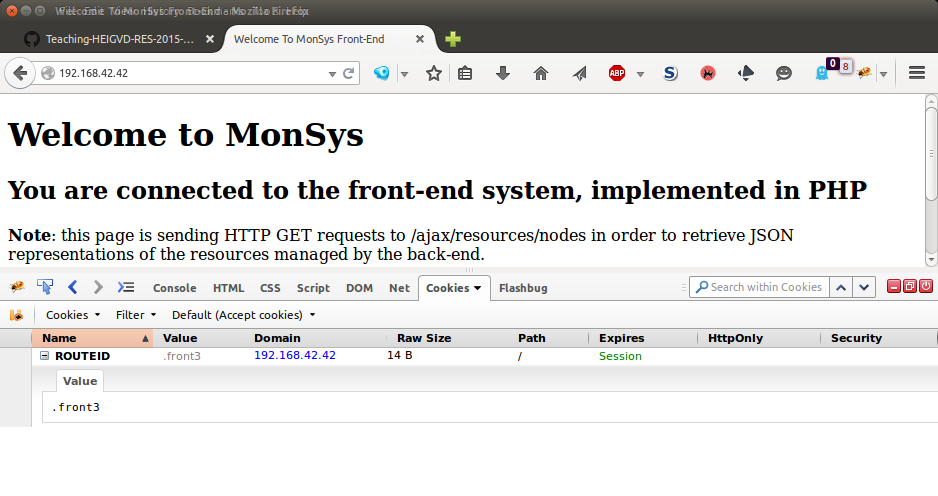 Welcome To MonSys Front-End - Mozilla Firefox
Teaching-HEIGVD-RES-2015-...
Welcome To MonSys Front-End
192.168.42.42
ABP
S
0
8
Welcome to MonSys
You are connected to the front-end system, implemented in PHP
Note: this page is sending HTTP GET requests to /ajax/resources/nodes in order to retrieve JSON
representations of the resources managed by the back-end.
Console HTML CSS Script DOM Net Cookies Flashbug Search within Cookies
Cookies Filter Default (Accept cookies)
Name Value Domain Raw Size Path Expires HttpOnly Security
ROUTEID .front3 192.168.42.42 14 B / Session
Value
.front3